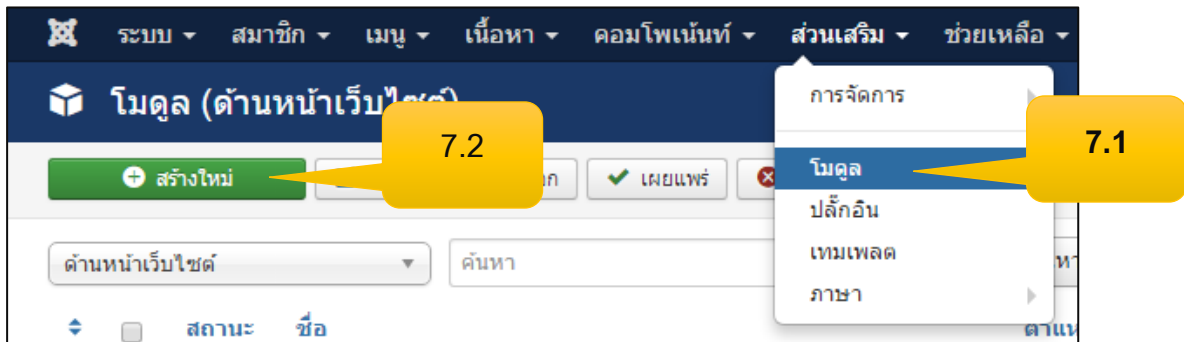 ระบบ สมาชิก เมนู เนื้อหา คอมโพเน้นท์ ส่วนเสริม ช่วยเหลือ
โมดูล (ด้านหน้าเว็บไซต์)
การจัดการ
7.2
7.1
สร้างใหม่
เผยแพร่
โมดูล
ปลั๊กอิน
เทมเพลต
ภาษา
ด้านหน้าเว็บไซต์
ค้นหา
สถานะ ชื่อ